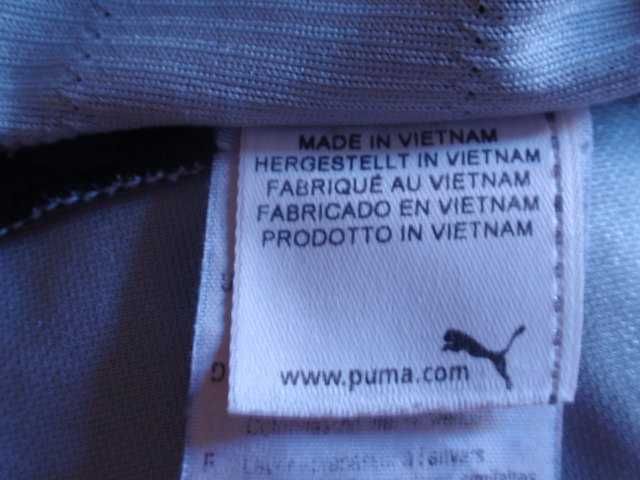 MADE IN VIETNAM
HERGESTELLT IN VIETNAM
FABRIQUÉ AU VIETNAM
FABRICADO EN VIETNAM
PRODOTTO IN VIETNAM
www.puma.com
D
F